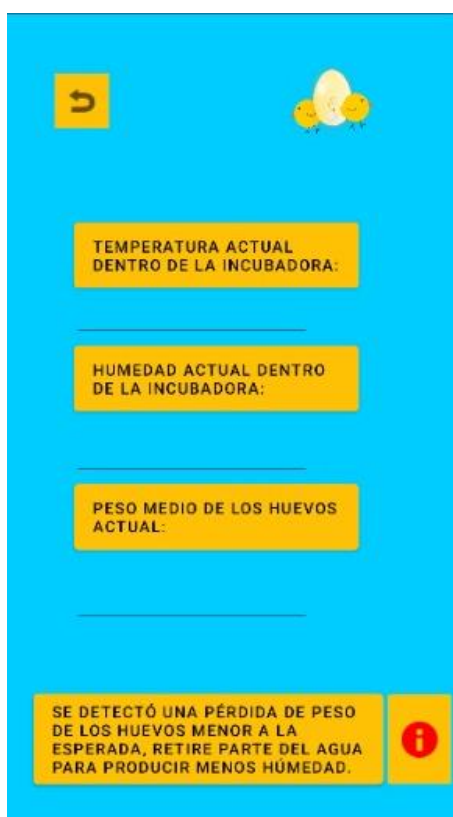 TEMPERATURA ACTUAL
DENTRO DE LA INCUBADORA:
HUMEDAD ACTUAL DENTRO
DE LA INCUBADORA:
PESO MEDIO DE LOS HUEVOS
ACTUAL:
SE DETECTÓ UNA PÉRDIDA DE PESO
DE LOS HUEVOS MENOR A LA
ESPERADA, RETIRE PARTE DEL AGUA
PARA PRODUCIR MENOS HÚMEDAD.